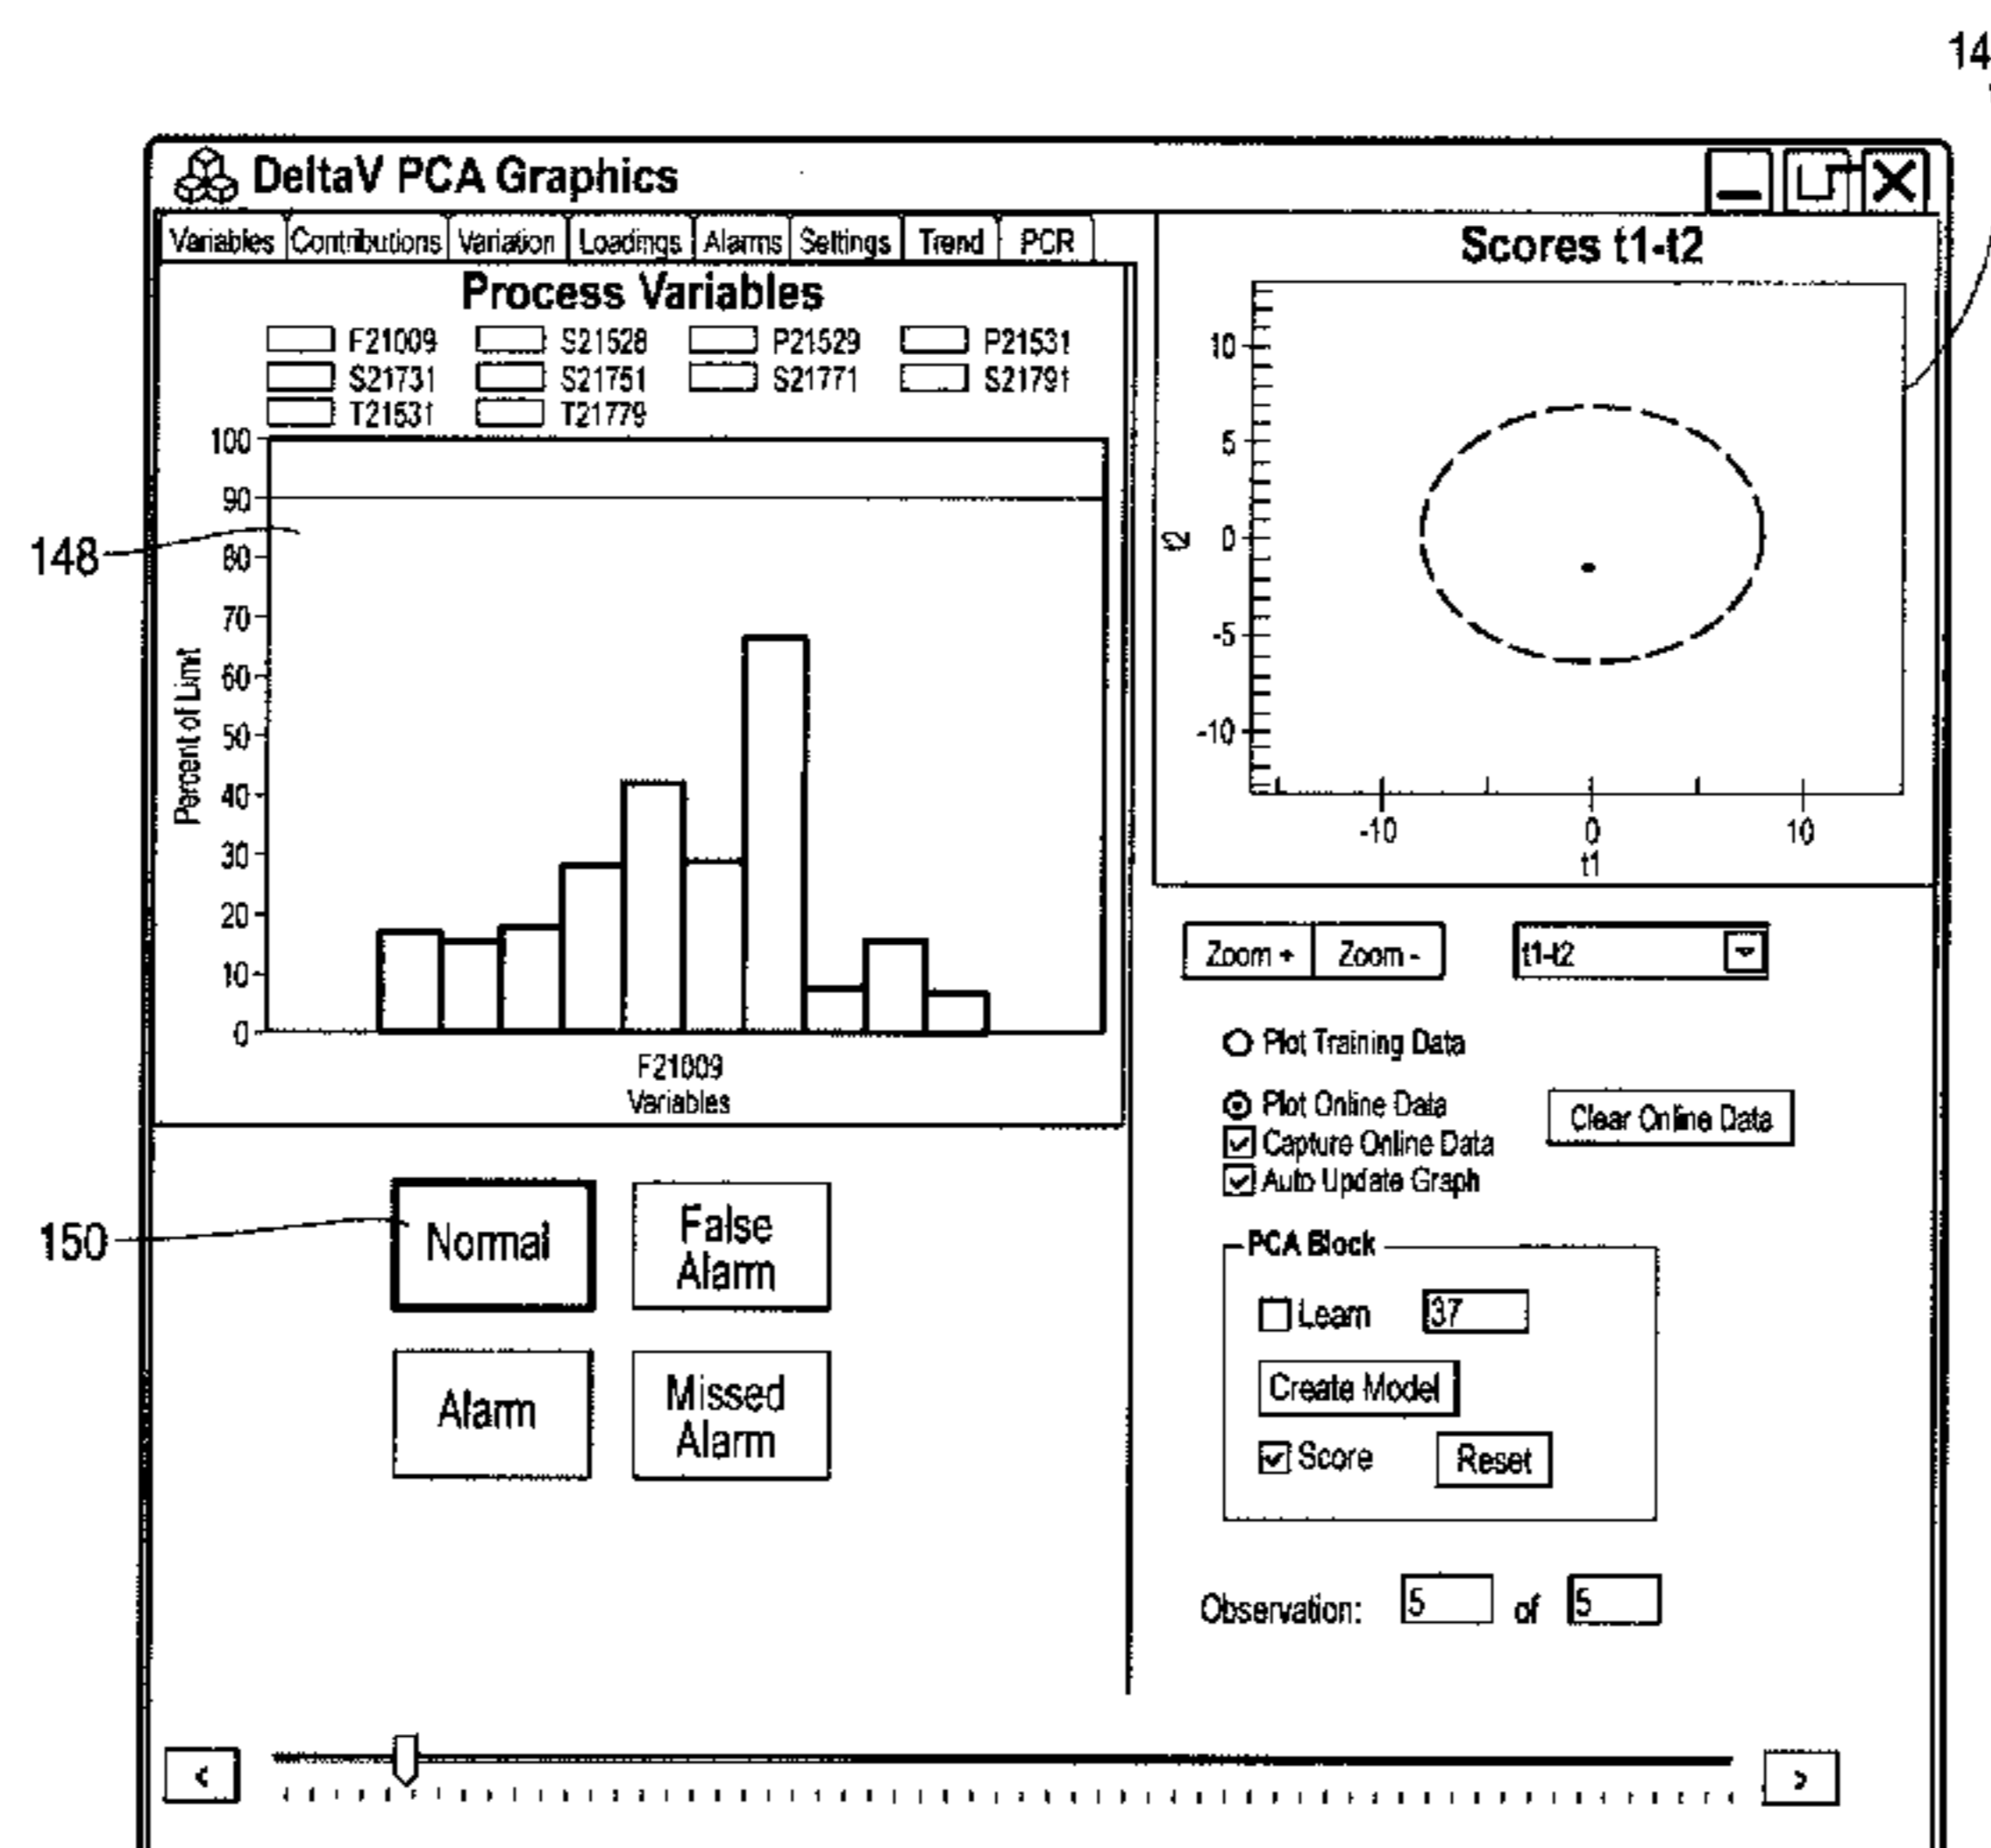 14
DeltaV PCA Graphics
Variables Contributions Variation Loadings Alarms Settings Trend PCR
Process Variables
F21009 S21528 P21529 P21531
S21731 S21751 S21771 S21791
T21531 T21779
100
90
80
70
60
50
40
30
20
10
0
Percent of Limit
F21009
Variables
148
Scores t1-t2
10
5
0
-5
-10
t2
-10 0 10
t1
Zoom + Zoom - t1-t2
Plot Training Data
Plot Online Data
Capture Online Data
Auto Update Graph
Clear Online Data
150
Normal
False
Alarm
Alarm
Missed
Alarm
PCA Block
Learn 37
Create Model
Score Reset
Observation: 5 of 5
< >